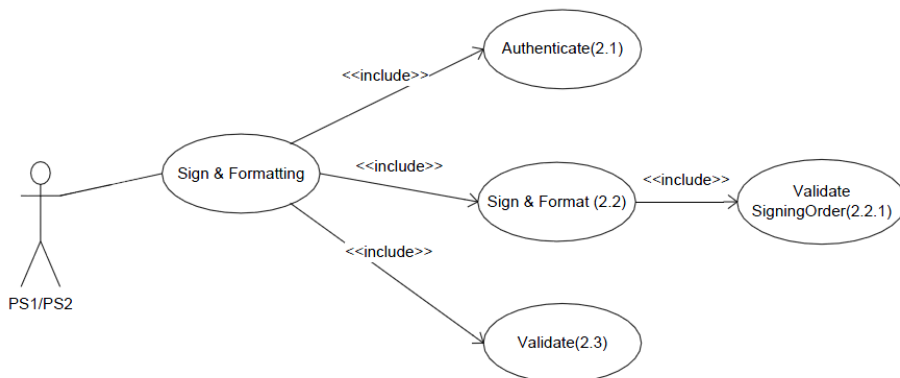 Authenticate(2.1)
<<include>>
Sign & Formatting
<<include>>
Sign & Format (2.2)
<<include>>
Validate
SigningOrder(2.2.1)
<<include>>
PS1/PS2
Validate(2.3)